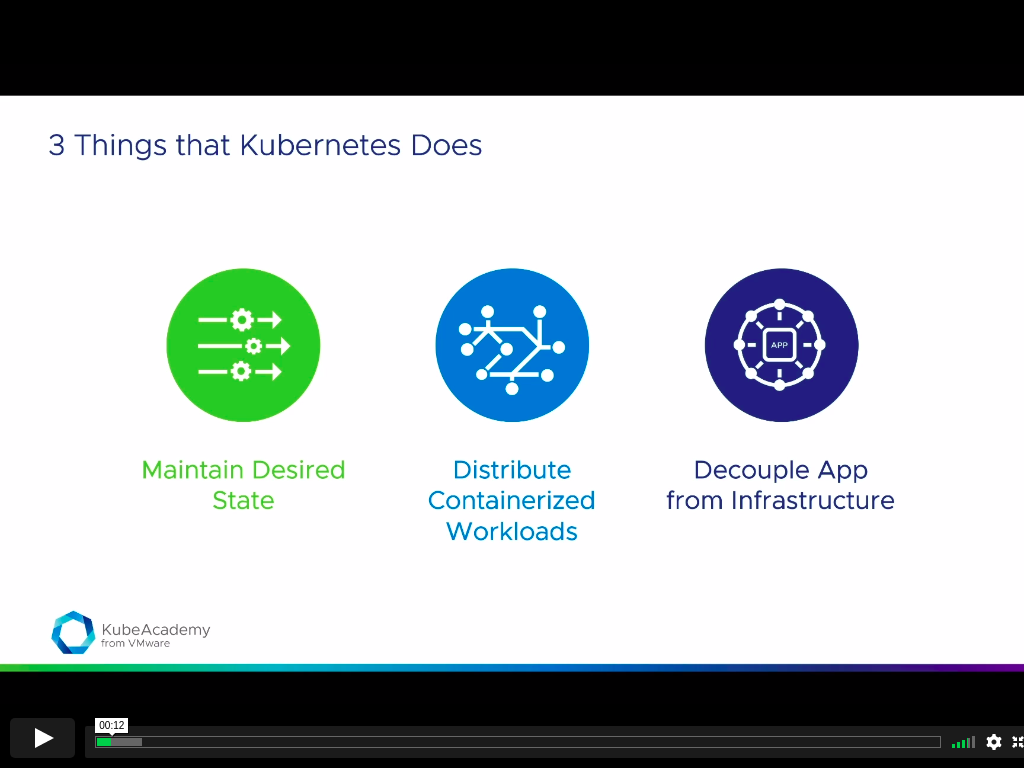 3 Things that Kubernetes Does
APP
Maintain Desired
State
Distribute
Containerized
Workloads
Decouple App
from Infrastructure
KubeAcademy
from VMware
00:12